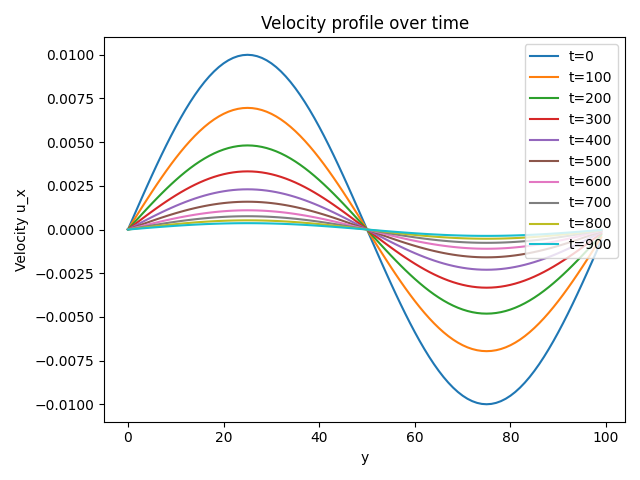 Velocity profile over time
0.0100
0.0075
0.0050
0.0025
0.0000
−0.0025
−0.0050
−0.0075
−0.0100
Velocity u_x
0
20
40
60
80
100
y
t=0
t=100
t=200
t=300
t=400
t=500
t=600
t=700
t=800
t=900